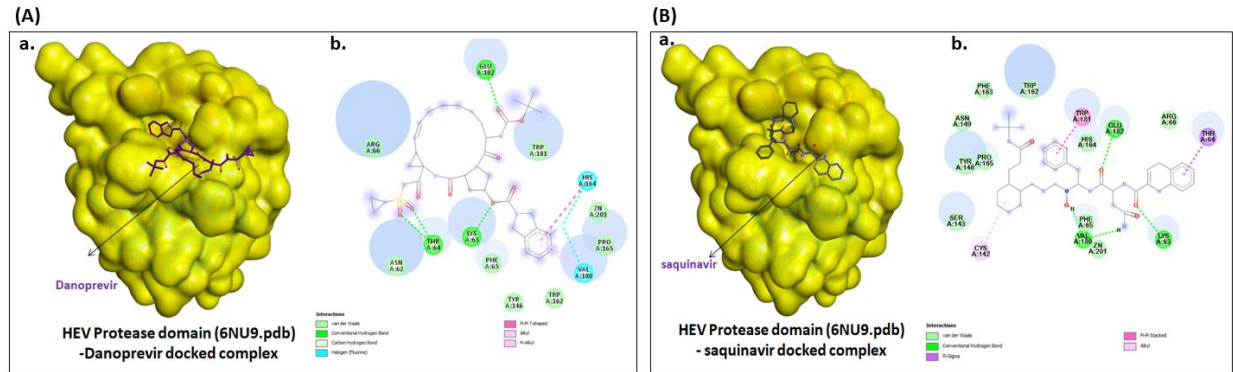 (A)
a.
b.
Danoprevir
HEV Protease domain (6NU9.pdb)
-Danoprevir docked complex
GLU
A:182
ARG
A:66
TRP
A:181
HIS
A:164
ZN
A:201
PRO
A:165
VAL
A:180
LYS
A:63
THR
A:64
ASN
A:62
PHE
A:65
TYR
A:146
TRP
A:162
Interactions
van der Waals
Conventional Hydrogen Bond
Carbon Hydrogen Bond
Halogen (Fluorine)
Pi-Pi T-shaped
Alkyl
Pi-Alkyl
(B)
a.
b.
saquinavir
HEV Protease domain (6NU9.pdb)
- saquinavir docked complex
PHE
A:163
TRP
A:162
ASN
A:149
TRP
A:181
GLU
A:182
ARG
A:66
THR
A:64
HIS
A:164
TYR
A:146
PRO
A:165
SER
A:143
PHE
A:65
VAL
A:180
ZN
A:201
LYS
A:63
CYS
A:142
Interactions
van der Waals
Conventional Hydrogen Bond
Pi-Sigma
Pi-Pi Stacked
Alkyl